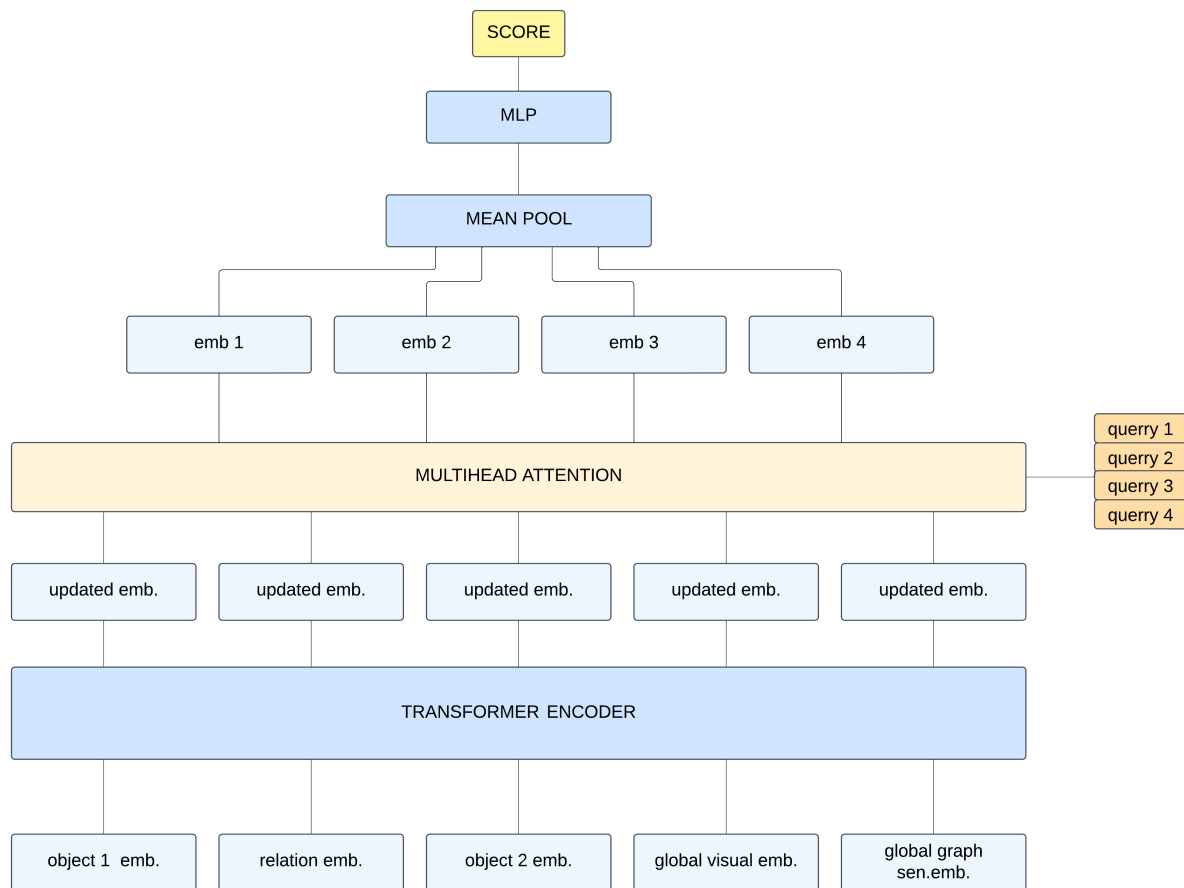 SCORE
MLP
MEAN POOL
emb 1
emb 2
emb 3
emb 4
querry 1
querry 2
querry 3
querry 4
MULTIHEAD ATTENTION
updated emb.
updated emb.
updated emb.
updated emb.
updated emb.
TRANSFORMER ENCODER
object 1  emb.
relation emb.
object 2 emb.
global visual emb.
global graph
sen.emb.